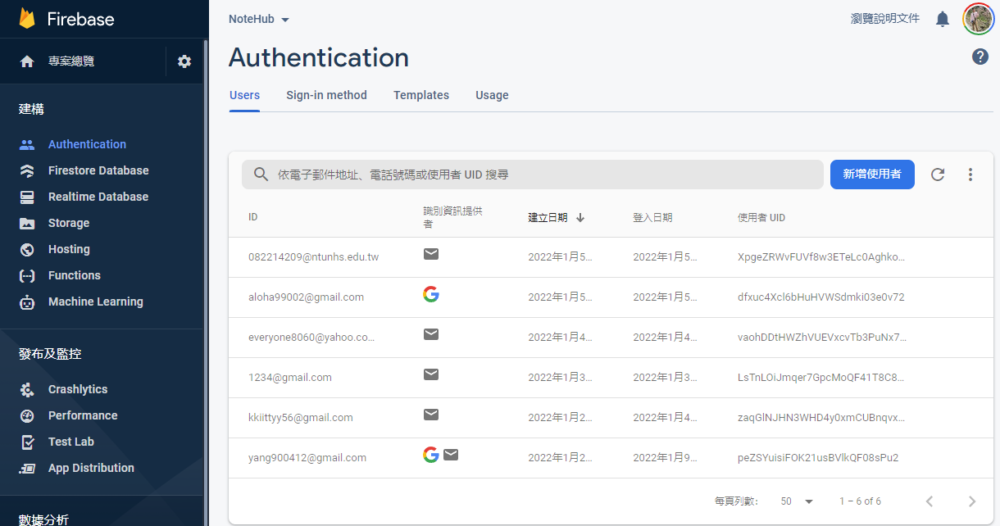 Firebase
NoteHub
瀏覽說明文件
專案總覽
Authentication
Users Sign-in method Templates Usage
建構
Authentication
Firestore Database
Realtime Database
Storage
Hosting
Functions
Machine Learning
發布及監控
Crashlytics
Performance
Test Lab
App Distribution
數據分析
依電子郵件地址、電話號碼或使用者 UID 搜尋
新增使用者
ID 識別資訊提供者 建立日期 登入日期 使用者 UID
082214209@ntunhs.edu.tw 2022年1月5... 2022年1月5... XpgeZRWvFUVf8w3ETeLc0Aghko...
aloha99002@gmail.com 2022年1月5... 2022年1月5... dfxuc4Xcl6bHuHVWSdmki03e0v72
everyone8060@yahoo.co... 2022年1月4... 2022年1月4... vaohDDtHWZhVUEVxcvTb3PuNx7...
1234@gmail.com 2022年1月3... 2022年1月3... LsTnLOiJmqer7GpcMoQF41T8C8...
kkiittyy56@gmail.com 2022年1月2... 2022年1月4... zaqGlNJHN3WHD4y0xmCUBnqvx...
yang900412@gmail.com 2022年1月2... 2022年1月9... peZSYuisiFOK21usBVlkQF08sPu2
每頁列數: 50 1 – 6 of 6